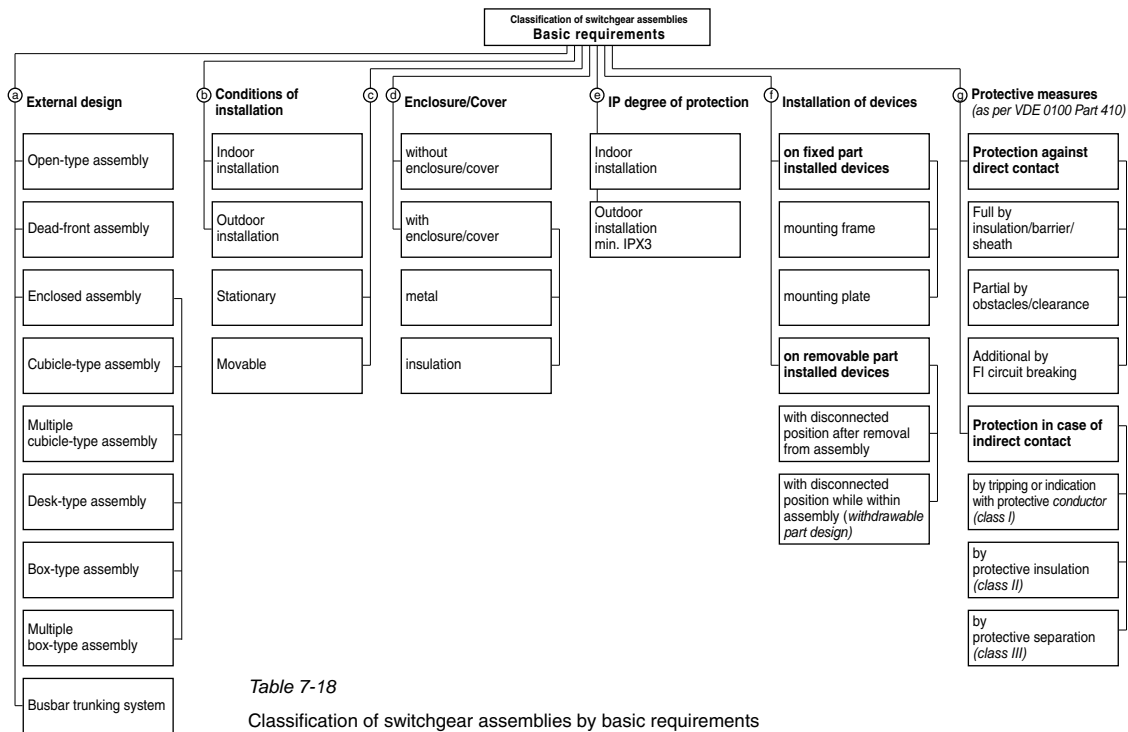 Classification of switchgear assemblies
Basic requirements
a
External design
Open-type assembly
Dead-front assembly
Enclosed assembly
Cubicle-type assembly
Multiple
cubicle-type assembly
Desk-type assembly
Box-type assembly
Multiple
box-type assembly
Busbar trunking system
b
Conditions of
installation
c
Indoor
installation
Outdoor
installation
Stationary
Movable
d
Enclosure/Cover
without
enclosure/cover
with
enclosure/cover
metal
insulation
e
IP degree of protection
Indoor
installation
Outdoor
installation
min. IPX3
f
Installation of devices
on fixed part
installed devices
mounting frame
mounting plate
on removable part
installed devices
with disconnected
position after removal
from assembly
with disconnected
position while within
assembly (withdrawable
part design)
g
Protective measures
(as per VDE 0100 Part 410)
Protection against
direct contact
Full by
insulation/barrier/
sheath
Partial by
obstacles/clearance
Additional by
FI circuit breaking
Protection in case of
indirect contact
by tripping or indication
with protective conductor
(class I)
by
protective insulation
(class II)
by
protective separation
(class III)
Table 7-18
Classification of switchgear assemblies by basic requirements